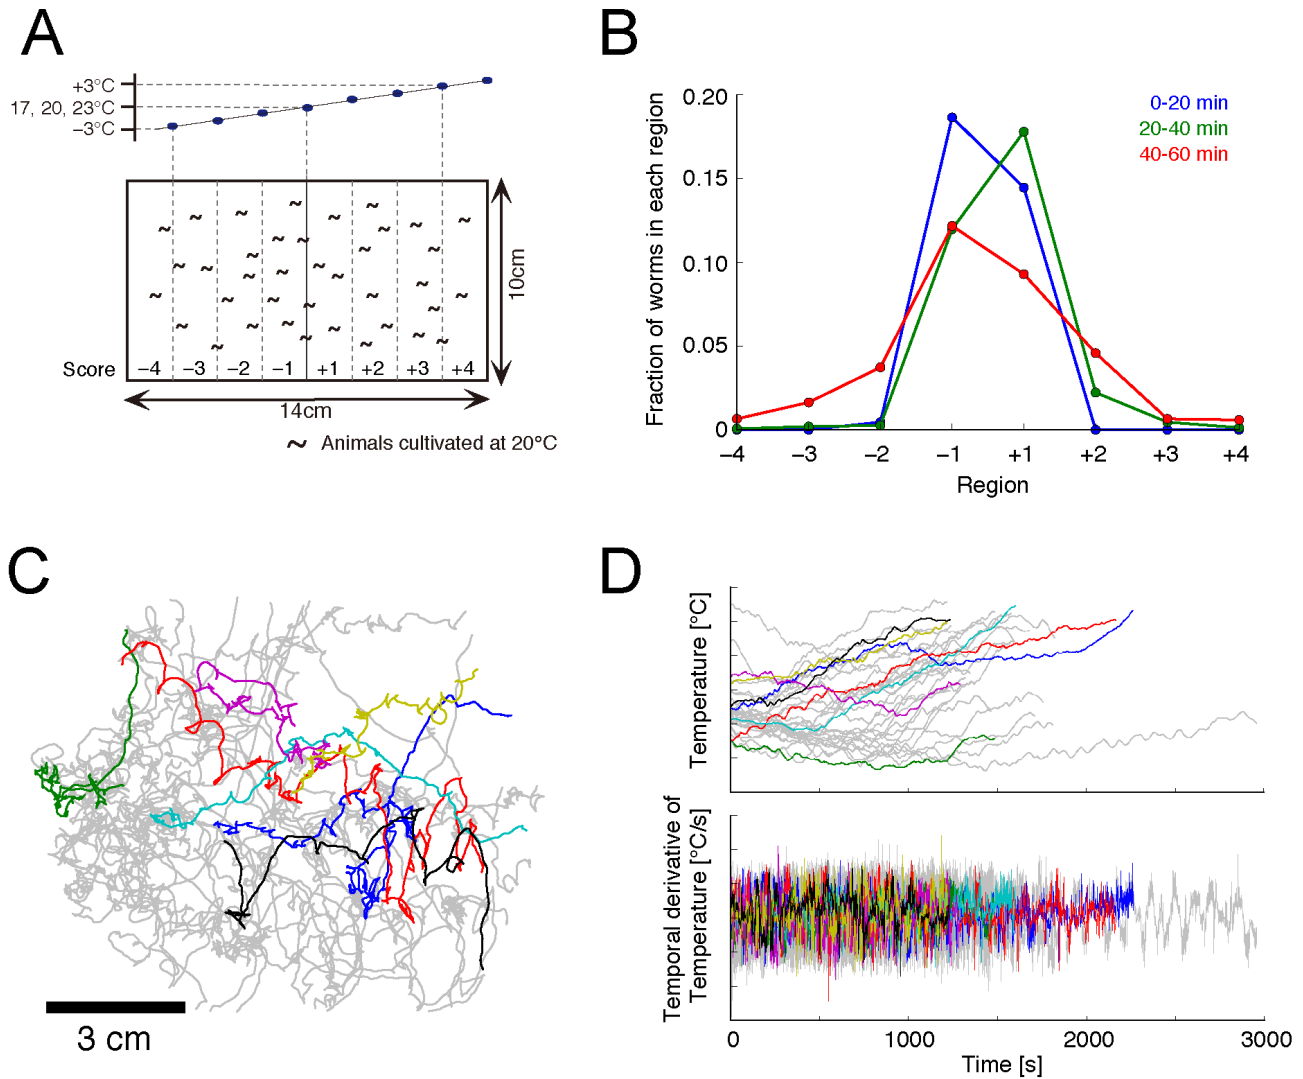 A
+3°C
17, 20, 23°C
−3°C
10cm
Score −4 −3 −2 −1 +1 +2 +3 +4
14cm
~ Animals cultivated at 20°C
B
Fraction of worms in each region
0.20
0.15
0.10
0.05
0
0-20 min
20-40 min
40-60 min
−4 −3 −2 −1 +1 +2 +3 +4
Region
C
3 cm
D
Temperature [°C]
Temporal derivative of
Temperature [°C/s]
0 1000 2000 3000
Time [s]